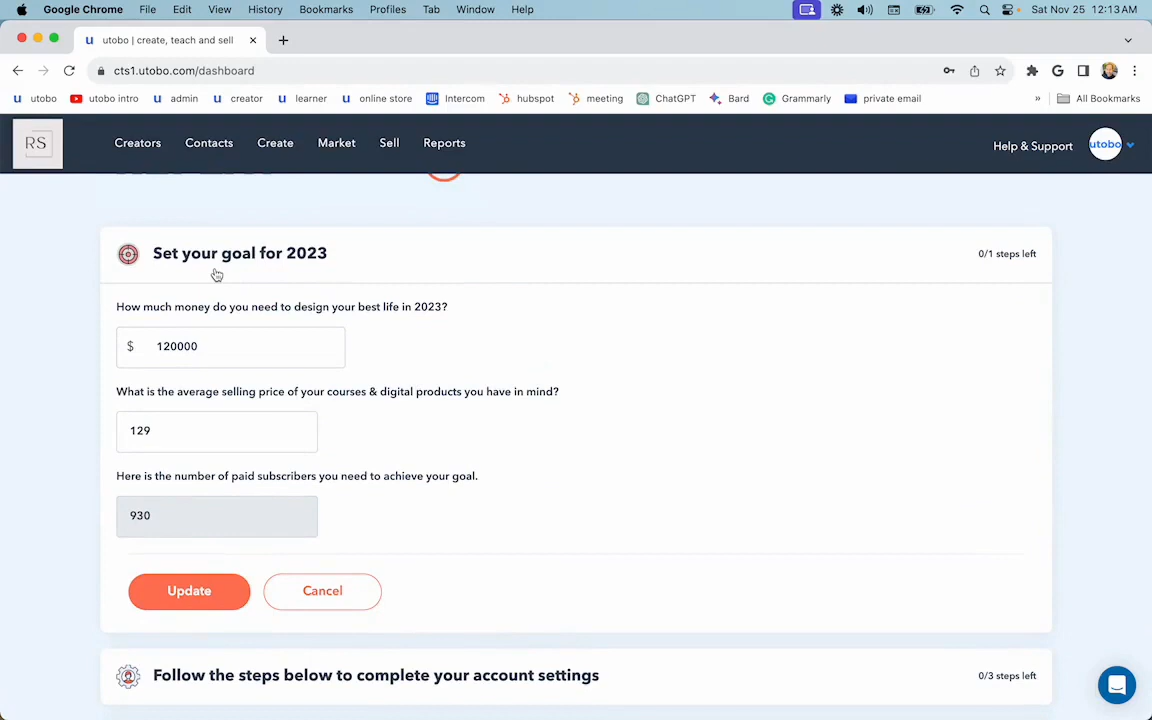 Google Chrome File Edit View History Bookmarks Profiles Tab Window Help Sat Nov 25 12:13 AM
u utobo | create, teach and sell
cts1.utobo.com/dashboard
u utobo utobo intro u admin u creator u learner u online store Intercom hubspot meeting ChatGPT Bard Grammarly private email » All Bookmarks
RS Creators Contacts Create Market Sell Reports Help & Support utobo
Set your goal for 2023 0/1 steps left
How much money do you need to design your best life in 2023?
$ 120000
What is the average selling price of your courses & digital products you have in mind?
129
Here is the number of paid subscribers you need to achieve your goal.
930
Update Cancel
Follow the steps below to complete your account settings 0/3 steps left